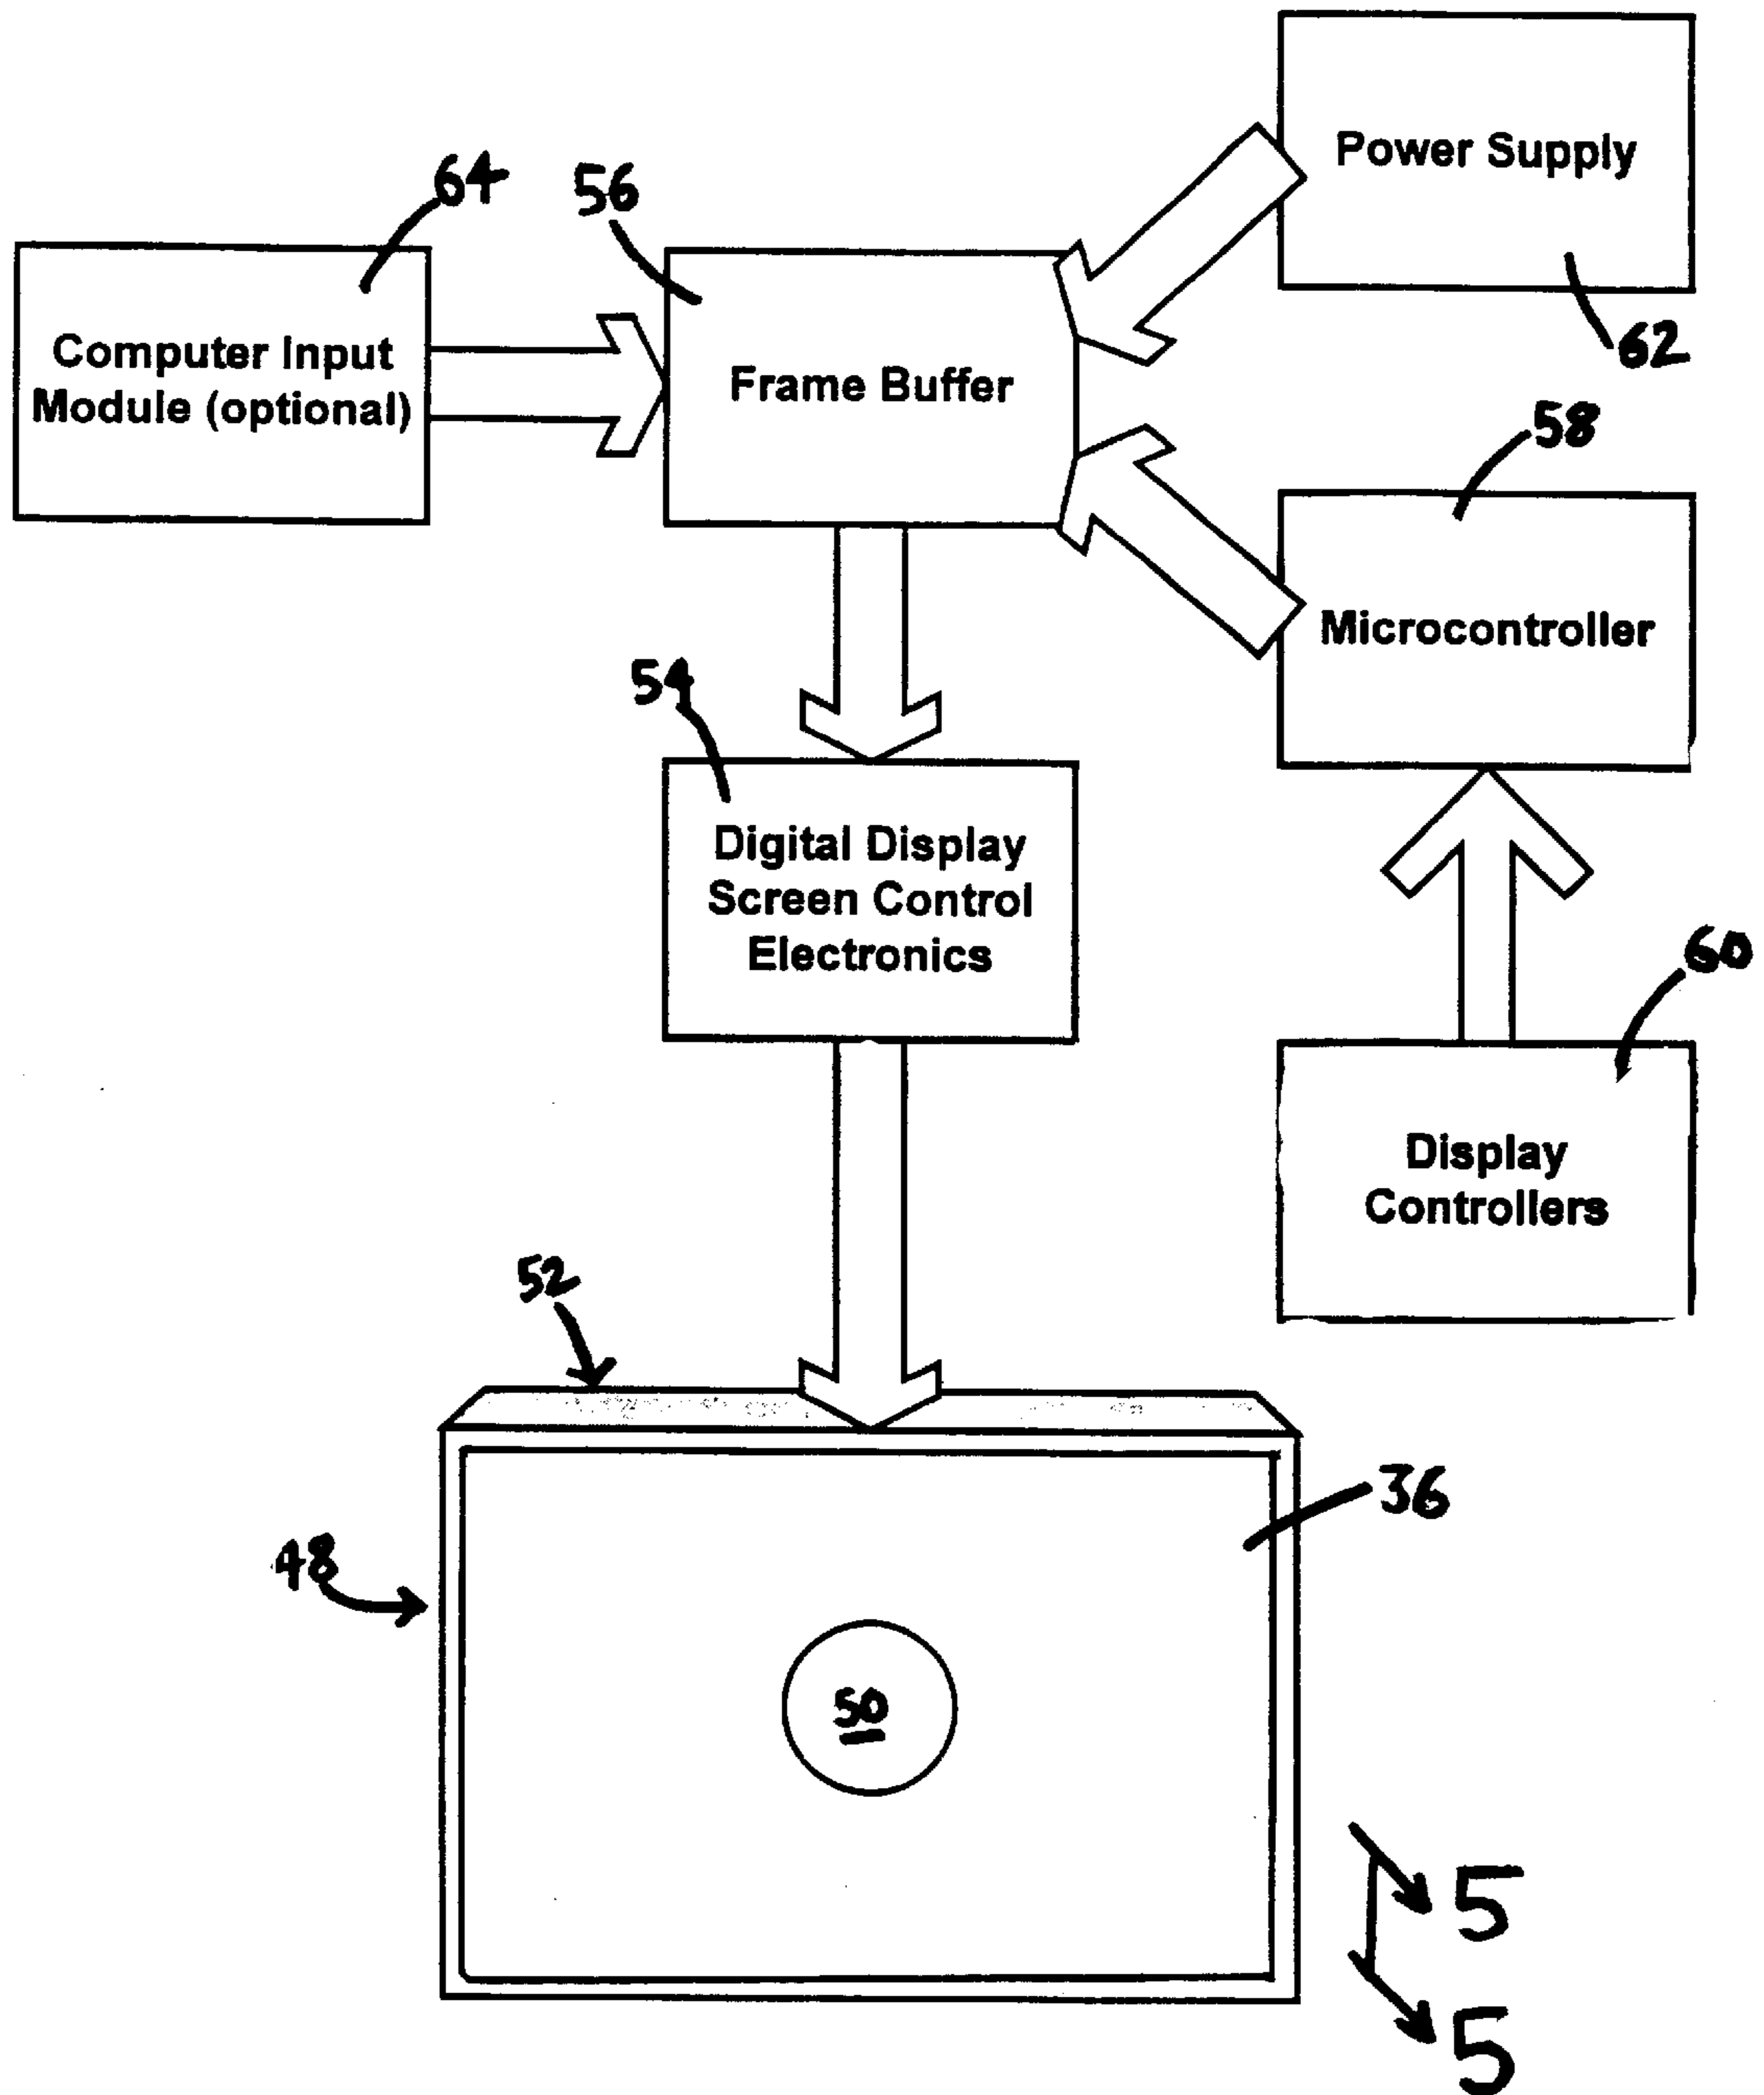 Power Supply
62
64
56
Computer Input
Module (optional)
Frame Buffer
58
Microcontroller
54
Digital Display
Screen Control
Electronics
60
Display
Controllers
52
36
48
50
5
5